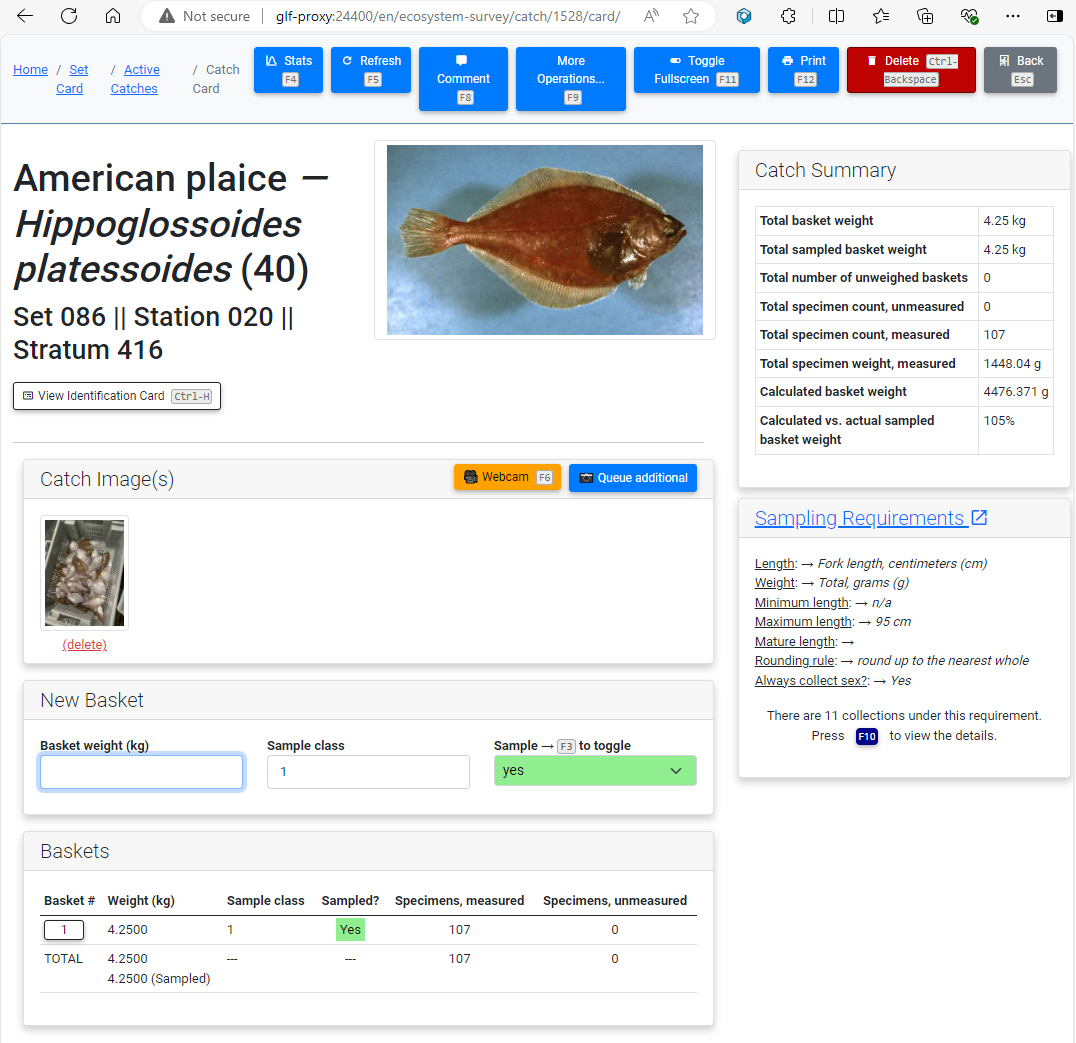 Not secure
glf-proxy:24400/en/ecosystem-survey/catch/1528/card/
Home / Set Card / Active Catches / Catch Card
Stats F4
Refresh F5
Comment F8
More Operations... F9
Toggle Fullscreen F11
Print F12
Delete Ctrl-Backspace
Back Esc
American plaice —
Hippoglossoides
platessoides (40)
Set 086 || Station 020 ||
Stratum 416
View Identification Card Ctrl-H
Catch Image(s)
Webcam F6
Queue additional
(delete)
New Basket
Basket weight (kg) Sample class Sample → F3 to toggle
1 yes
Baskets
Basket # Weight (kg) Sample class Sampled? Specimens, measured Specimens, unmeasured
1 4.2500 1 Yes 107 0
TOTAL 4.2500 --- --- 107 0
4.2500 (Sampled)
Catch Summary
Total basket weight 4.25 kg
Total sampled basket weight 4.25 kg
Total number of unweighed baskets 0
Total specimen count, unmeasured 0
Total specimen count, measured 107
Total specimen weight, measured 1448.04 g
Calculated basket weight 4476.371 g
Calculated vs. actual sampled 105%
basket weight
Sampling Requirements
Length: → Fork length, centimeters (cm)
Weight: → Total, grams (g)
Minimum length: → n/a
Maximum length: → 95 cm
Mature length: →
Rounding rule: → round up to the nearest whole
Always collect sex?: → Yes
There are 11 collections under this requirement.
Press F10 to view the details.